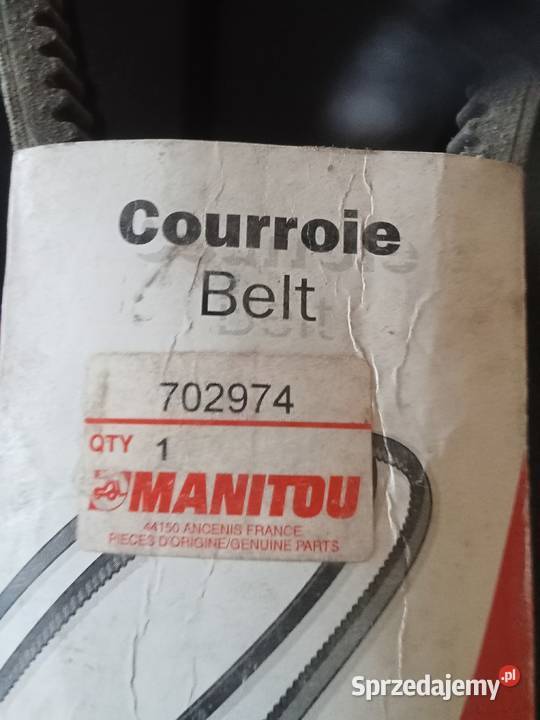 Courroie
Belt
702974
QTY 1
MANITOU
44150 ANCENIS FRANCE
PIECES D'ORIGINE/GENUINE PARTS
Sprzedajemy.pl